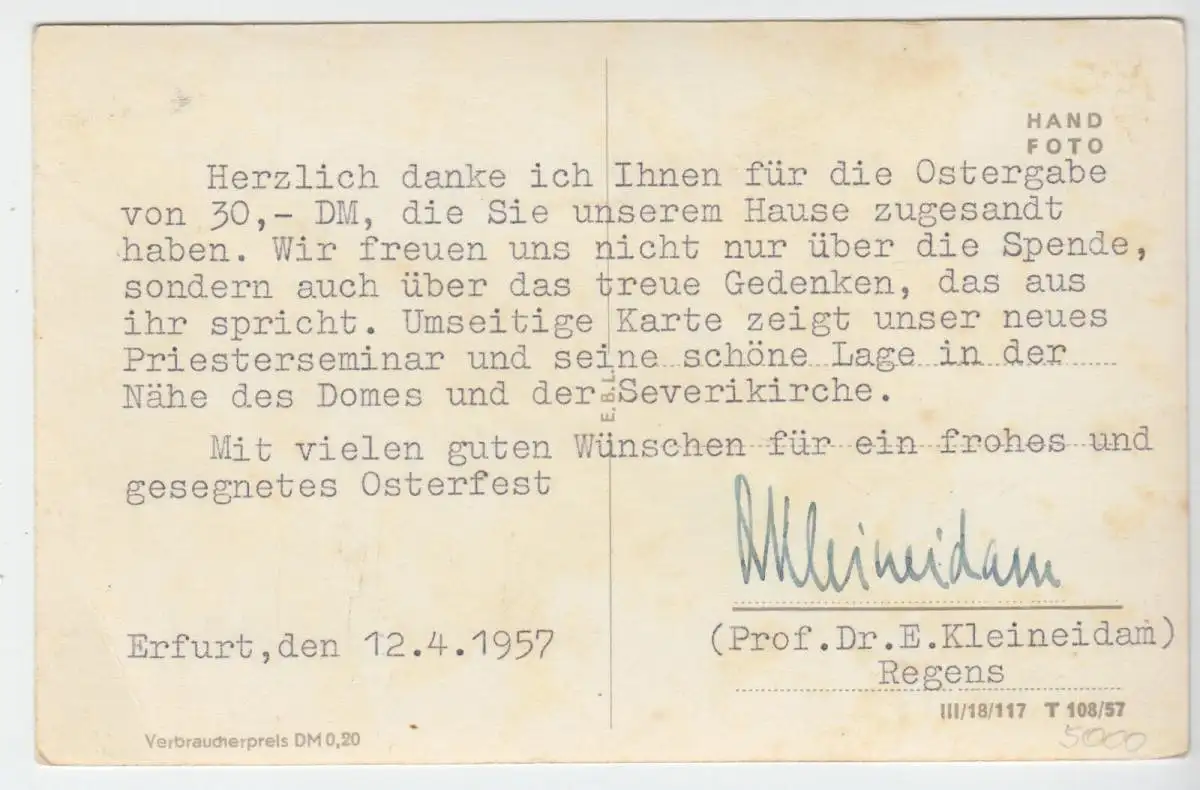 HAND
FOTO
Herzlich danke ich Ihnen für die Ostergabe
von 30,- DM, die Sie unserem Hause zugesandt
haben. Wir freuen uns nicht nur über die Spende,
sondern auch über das treue Gedenken, das aus
ihr spricht. Umseitige Karte zeigt unser neues
Priesterseminar und seine schöne Lage in der
Nähe des Domes und der Severikirche.
E.B.L.
Mit vielen guten Wünschen für ein frohes und
gesegnetes Osterfest
Kleineidam
Erfurt,den 12.4.1957
(Prof.Dr.E.Kleineidam)
Regens
III/18/117 T 108/57
5000
Verbraucherpreis DM 0,20